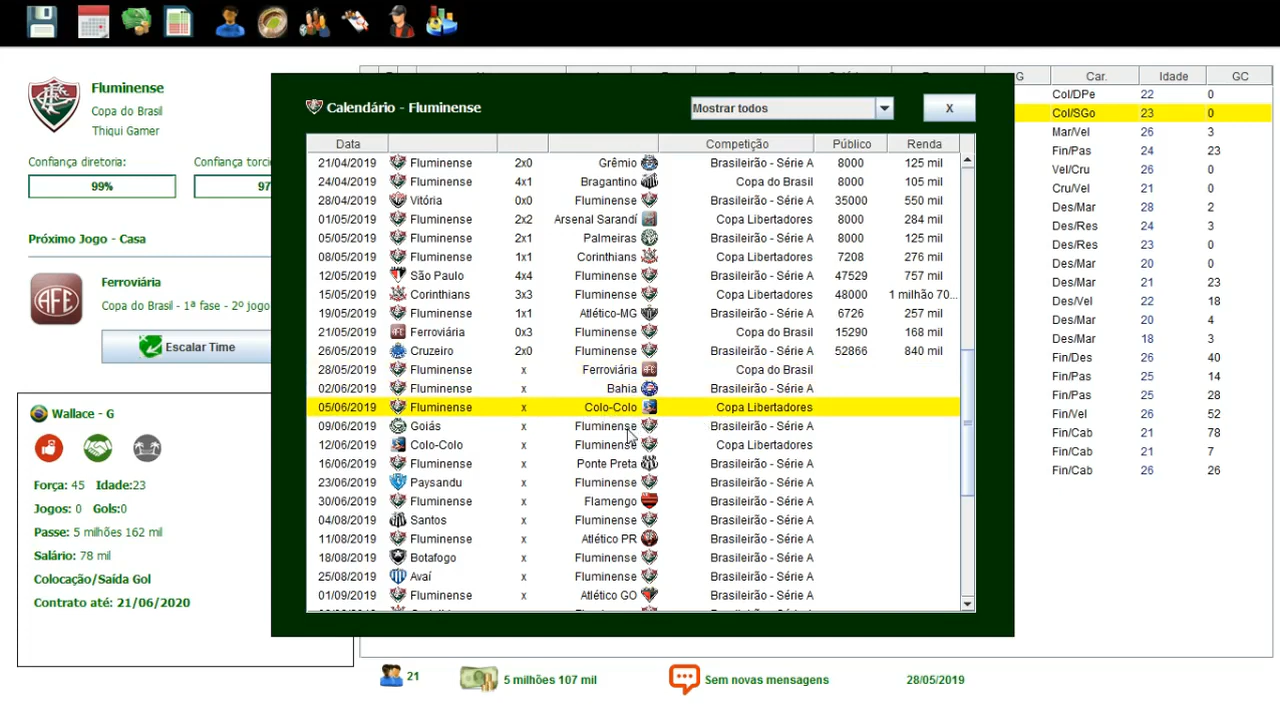 Fluminense
Copa do Brasil
Thiqui Gamer
Confiança diretoria:
Confiança torci
99%
97
Próximo Jogo - Casa
Ferroviária
Copa do Brasil - 1ª fase - 2º jogo
Escalar Time
Wallace - G
Força: 45 Idade:23
Jogos: 0 Gols:0
Passe: 5 milhões 162 mil
Salário: 78 mil
Colocação/Saída Gol
Contrato até: 21/06/2020
Calendário - Fluminense
Mostrar todos
X
Data Competição Público Renda
21/04/2019 Fluminense 2x0 Grêmio Brasileirão - Série A 8000 125 mil
24/04/2019 Fluminense 4x1 Bragantino Copa do Brasil 8000 105 mil
28/04/2019 Vitória 0x0 Fluminense Brasileirão - Série A 35000 550 mil
01/05/2019 Fluminense 2x2 Arsenal Sarandí Copa Libertadores 8000 284 mil
05/05/2019 Fluminense 2x1 Palmeiras Brasileirão - Série A 8000 125 mil
08/05/2019 Fluminense 1x1 Corinthians Copa Libertadores 7208 276 mil
12/05/2019 São Paulo 4x4 Fluminense Brasileirão - Série A 47529 757 mil
15/05/2019 Corinthians 3x3 Fluminense Copa Libertadores 48000 1 milhão 70...
19/05/2019 Fluminense 1x1 Atlético-MG Brasileirão - Série A 6726 257 mil
21/05/2019 Ferroviária 0x3 Fluminense Copa do Brasil 15290 168 mil
26/05/2019 Cruzeiro 2x0 Fluminense Brasileirão - Série A 52866 840 mil
28/05/2019 Fluminense x Ferroviária Copa do Brasil
02/06/2019 Fluminense x Bahia Brasileirão - Série A
05/06/2019 Fluminense x Colo-Colo Copa Libertadores
09/06/2019 Goiás x Fluminense Brasileirão - Série A
12/06/2019 Colo-Colo x Fluminense Copa Libertadores
16/06/2019 Fluminense x Ponte Preta Brasileirão - Série A
23/06/2019 Paysandu x Fluminense Brasileirão - Série A
30/06/2019 Fluminense x Flamengo Brasileirão - Série A
04/08/2019 Santos x Fluminense Brasileirão - Série A
11/08/2019 Fluminense x Atlético PR Brasileirão - Série A
18/08/2019 Botafogo x Fluminense Brasileirão - Série A
25/08/2019 Avaí x Fluminense Brasileirão - Série A
01/09/2019 Fluminense x Atlético GO Brasileirão - Série A
G Car. Idade GC
Col/DPe 22 0
Col/SGo 23 0
Mar/Vel 26 3
Fin/Pas 24 23
Vel/Cru 26 0
Cru/Vel 21 0
Des/Mar 28 2
Des/Res 24 3
Des/Res 23 0
Des/Mar 20 0
Des/Mar 21 23
Des/Vel 22 18
Des/Mar 20 4
Des/Mar 18 3
Fin/Des 26 40
Fin/Pas 25 14
Fin/Pas 25 28
Fin/Vel 26 52
Fin/Cab 21 78
Fin/Cab 21 7
Fin/Cab 26 26
21
5 milhões 107 mil
Sem novas mensagens
28/05/2019